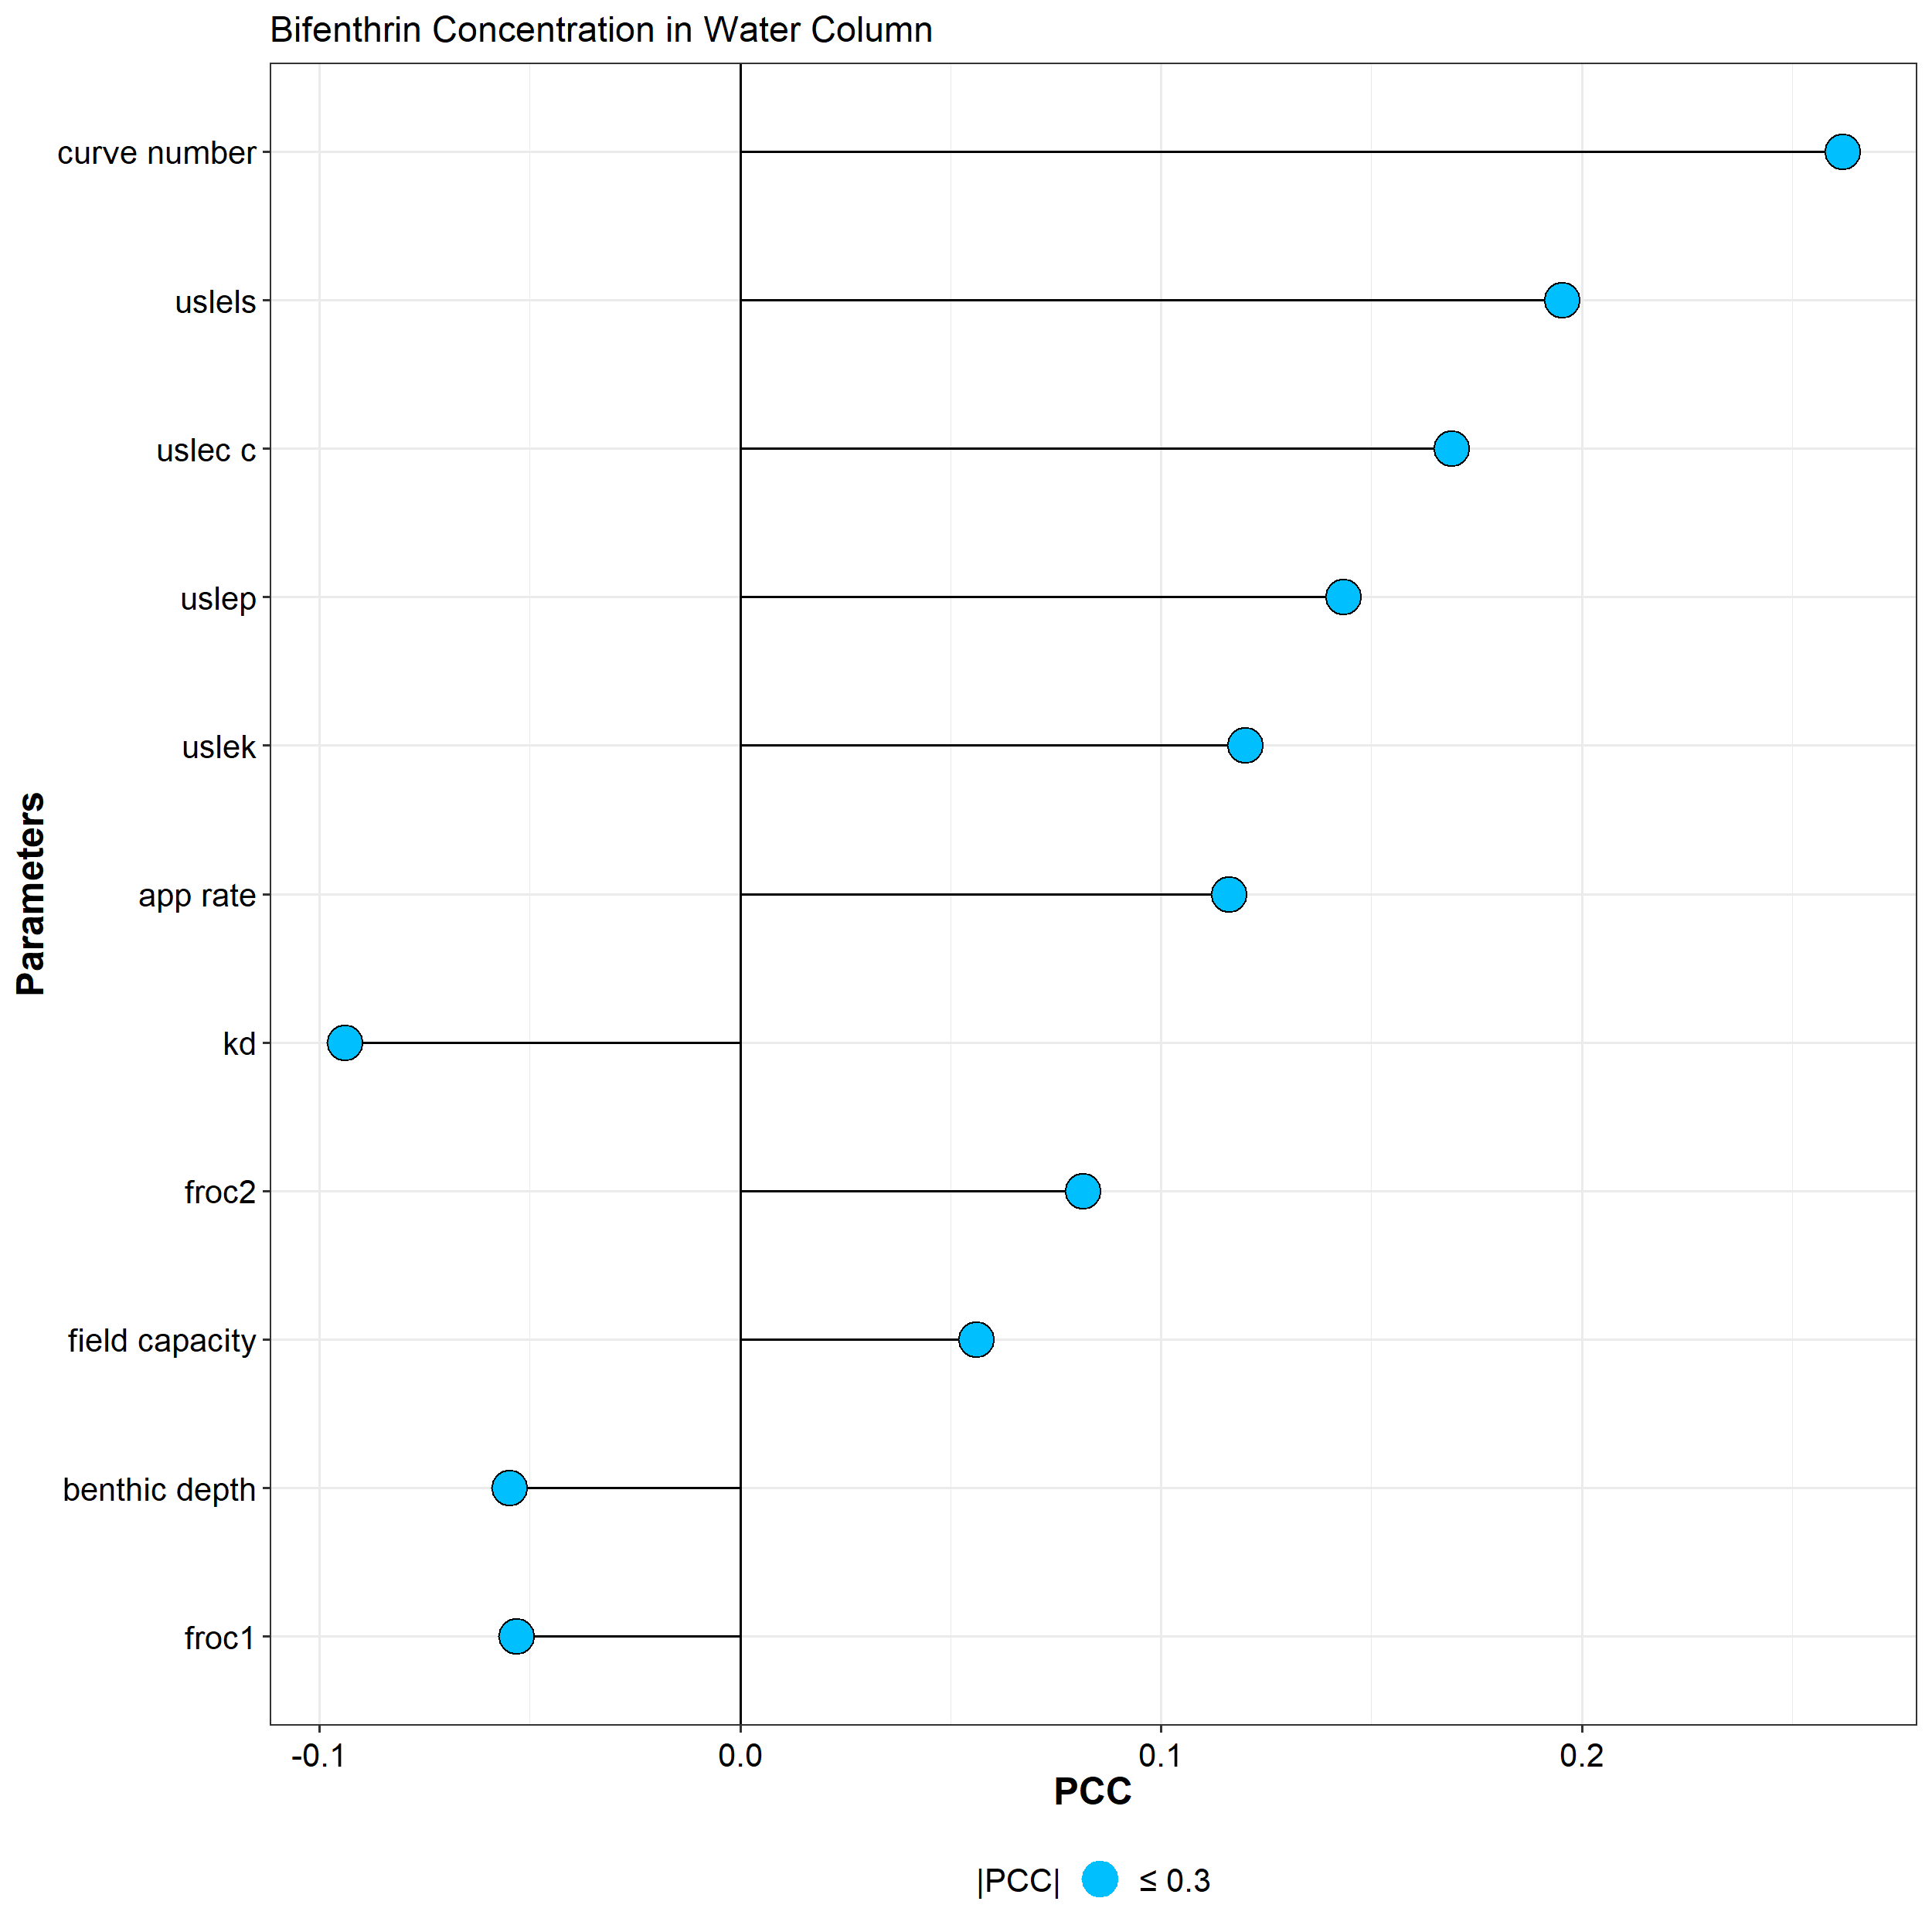 Bifenthrin Concentration in Water Column
curve number
uslels
uslec c
uslep
uslek
app rate
kd
froc2
field capacity
benthic depth
froc1
Parameters
-0.1 0.0 0.1 0.2
PCC
|PCC| ≤ 0.3